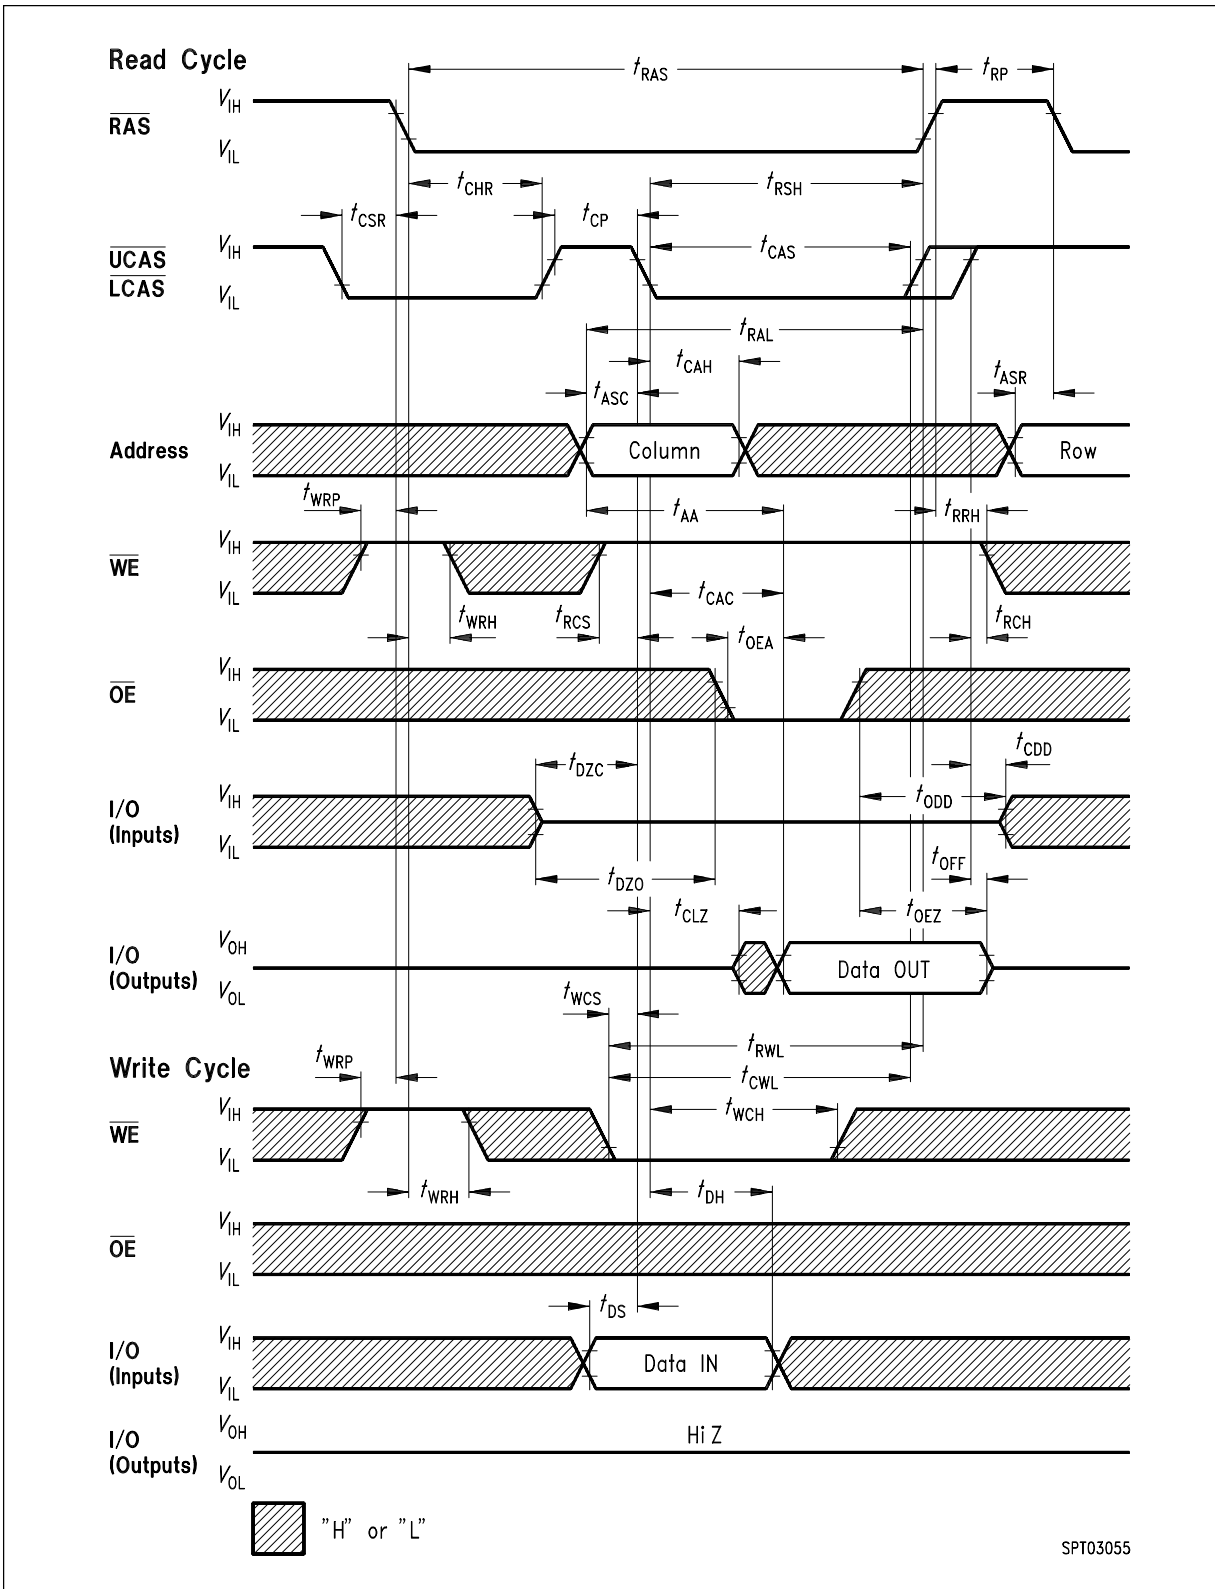 Read Cycle
tRAS
tRP
VIH
RAS
VIL
tCHR
tRSH
tCSR
tCP
VIH
UCAS
tCAS
LCAS
VIL
tRAL
tCAH
tASR
tASC
VIH
Address
Column
Row
VIL
tWRP
tAA
tRRH
VIH
WE
VIL
tCAC
tWRH
tRCS
tOEA
tRCH
VIH
OE
VIL
tCDD
tDZC
VIH
tODD
I/O
(Inputs)
VIL
tOFF
tDZO
tCLZ
tOEZ
VOH
I/O
(Outputs)
Data OUT
VOL
tWCS
tRWL
tWRP
Write Cycle
tCWL
VIH
tWCH
WE
VIL
tWRH
tDH
VIH
OE
VIL
tDS
VIH
I/O
(Inputs)
Data IN
VIL
VOH
Hi Z
I/O
(Outputs)
VOL
"H" or "L"
SPT03055